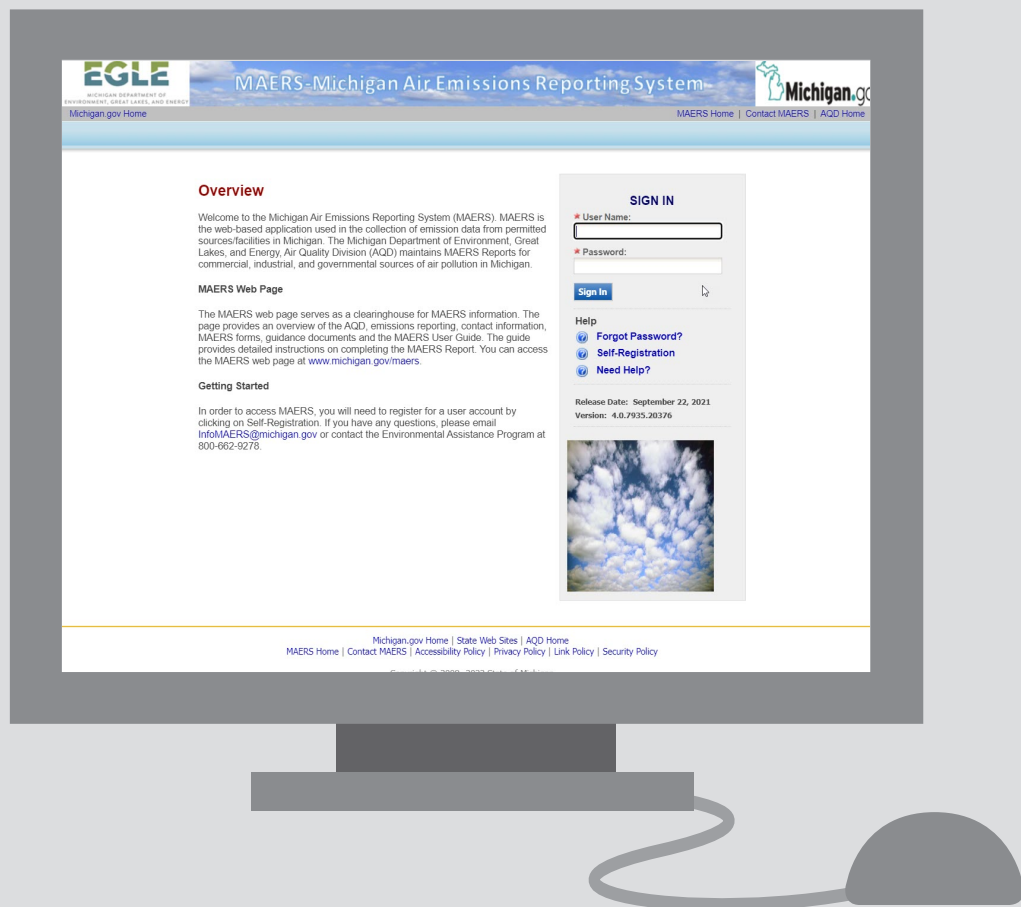 EGLE
MICHIGAN DEPARTMENT OF
ENVIRONMENT, GREAT LAKES, AND ENERGY
MAERS-Michigan Air Emissions Reporting System
Michigan.go
Michigan.gov Home
MAERS Home | Contact MAERS | AQD Home
Overview
Welcome to the Michigan Air Emissions Reporting System (MAERS). MAERS is
the web-based application used in the collection of emission data from permitted
sources/facilities in Michigan. The Michigan Department of Environment, Great
Lakes, and Energy, Air Quality Division (AQD) maintains MAERS Reports for
commercial, industrial, and governmental sources of air pollution in Michigan.
MAERS Web Page
The MAERS web page serves as a clearinghouse for MAERS information. The
page provides an overview of the AQD, emissions reporting, contact information,
MAERS forms, guidance documents and the MAERS User Guide. The guide
provides detailed instructions on completing the MAERS Report. You can access
the MAERS web page at www.michigan.gov/maers.
Getting Started
In order to access MAERS, you will need to register for a user account by
clicking on Self-Registration. If you have any questions, please email
InfoMAERS@michigan.gov or contact the Environmental Assistance Program at
800-662-9278.
SIGN IN
* User Name:
* Password:
Sign In
Help
? Forgot Password?
? Self-Registration
? Need Help?
Release Date: September 22, 2021
Version: 4.0.7935.20376
Michigan.gov Home | State Web Sites | AQD Home
MAERS Home | Contact MAERS | Accessibility Policy | Privacy Policy | Link Policy | Security Policy